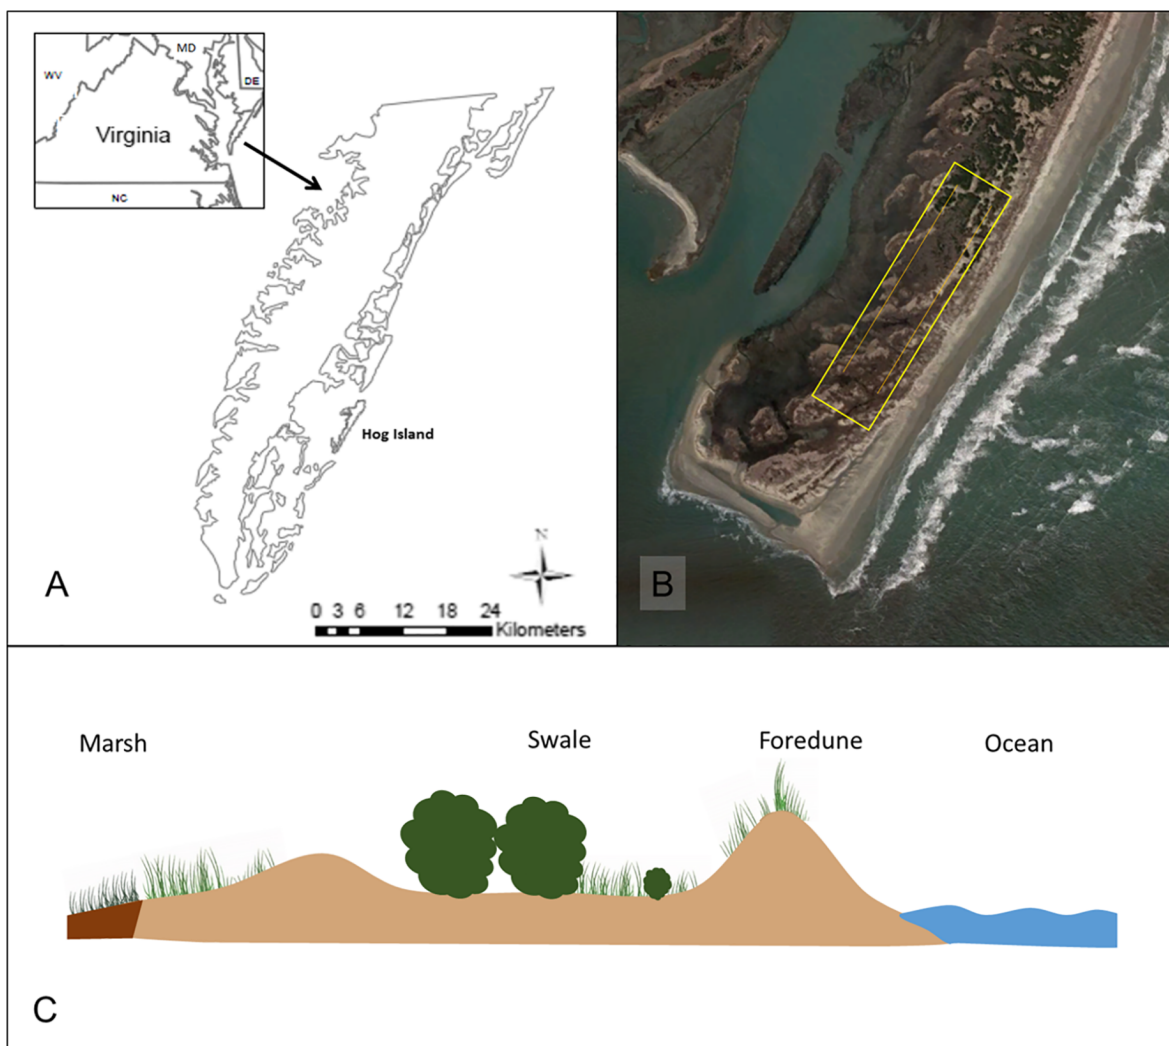 MD
WV
DE
Virginia
NC
Hog Island
N
A
0 3 6 12 18 24
Kilometers
B
Marsh
Swale
Foredune
Ocean
C